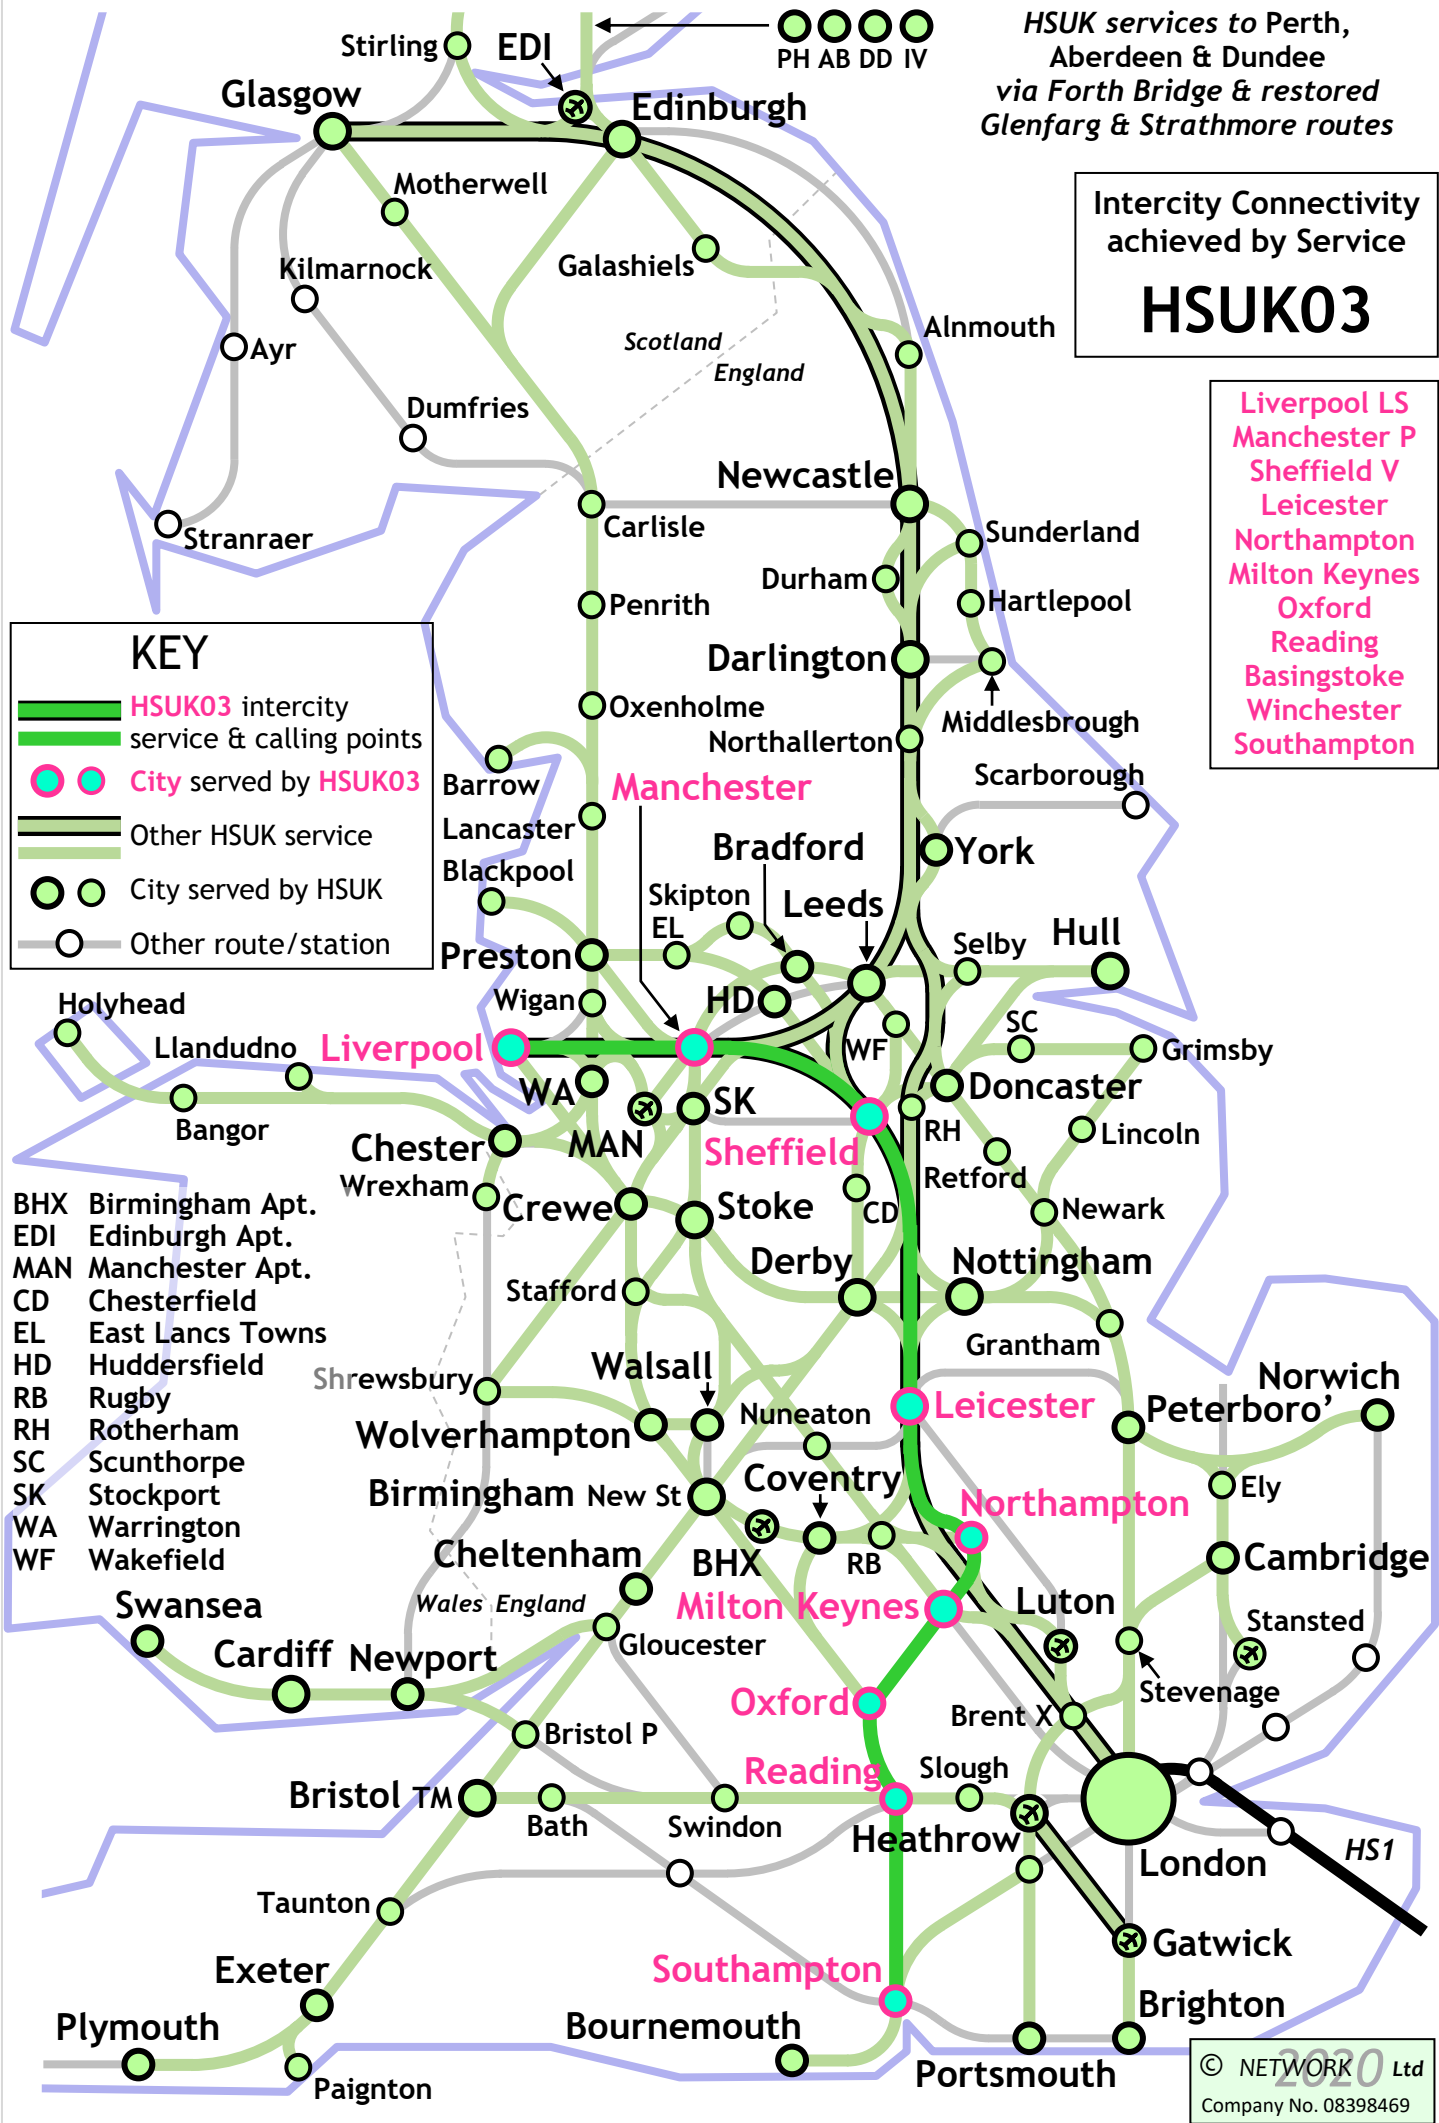 HSUK services to Perth,
Aberdeen & Dundee
via Forth Bridge & restored
Glenfarg & Strathmore routes
PH AB DD IV
Stirling
EDI
Glasgow
Edinburgh
Intercity Connectivity
achieved by Service
HSUK03
Motherwell
Kilmarnock
Galashiels
Ayr
Scotland
England
Alnmouth
Liverpool LS
Manchester P
Sheffield V
Leicester
Northampton
Milton Keynes
Oxford
Reading
Basingstoke
Winchester
Southampton
Dumfries
Newcastle
Carlisle
Stranraer
Sunderland
Durham
Hartlepool
Penrith
Darlington
Middlesbrough
Oxenholme
Northallerton
KEY
HSUK03 intercity
service & calling points
City served by HSUK03
Other HSUK service
City served by HSUK
Other route/station
Barrow
Manchester
Scarborough
Lancaster
Bradford
York
Blackpool
Skipton
EL
Leeds
Preston
Selby
Hull
Wigan
HD
Holyhead
Llandudno
Liverpool
WF
SC
Grimsby
WA
SK
Doncaster
Bangor
MAN
RH
Lincoln
Chester
Sheffield
Retford
Wrexham
Crewe
Stoke
CD
Newark
BHX Birmingham Apt.
EDI Edinburgh Apt.
MAN Manchester Apt.
CD Chesterfield
EL East Lancs Towns
HD Huddersfield
RB Rugby
RH Rotherham
SC Scunthorpe
SK Stockport
WA Warrington
WF Wakefield
Derby
Nottingham
Stafford
Grantham
Walsall
Shrewsbury
Norwich
Nuneaton
Leicester
Peterboro’
Wolverhampton
Coventry
Birmingham New St
Ely
Northampton
Cheltenham
BHX
RB
Cambridge
Swansea
Wales England
Milton Keynes
Luton
Stansted
Cardiff
Newport
Gloucester
Stevenage
Oxford
Brent X
Bristol P
Reading
Slough
Bristol TM
Bath
Swindon
Heathrow
London
HS1
Taunton
Gatwick
Exeter
Southampton
Brighton
Plymouth
Bournemouth
Portsmouth
Paignton
© NETWORK 2020 Ltd
Company No. 08398469